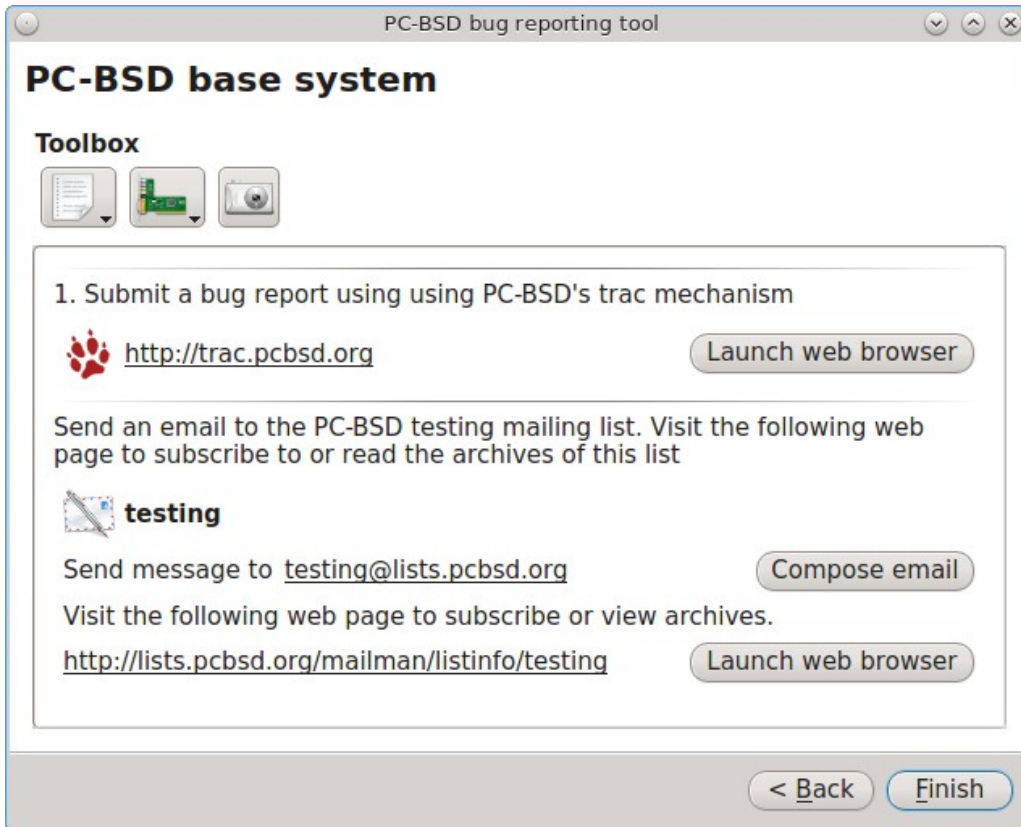 PC-BSD bug reporting tool
PC-BSD base system
Toolbox
1. Submit a bug report using using PC-BSD's trac mechanism
http://trac.pcbsd.org
Launch web browser
Send an email to the PC-BSD testing mailing list. Visit the following web
page to subscribe to or read the archives of this list
testing
Send message to testing@lists.pcbsd.org
Compose email
Visit the following web page to subscribe or view archives.
http://lists.pcbsd.org/mailman/listinfo/testing
Launch web browser
< Back
Finish